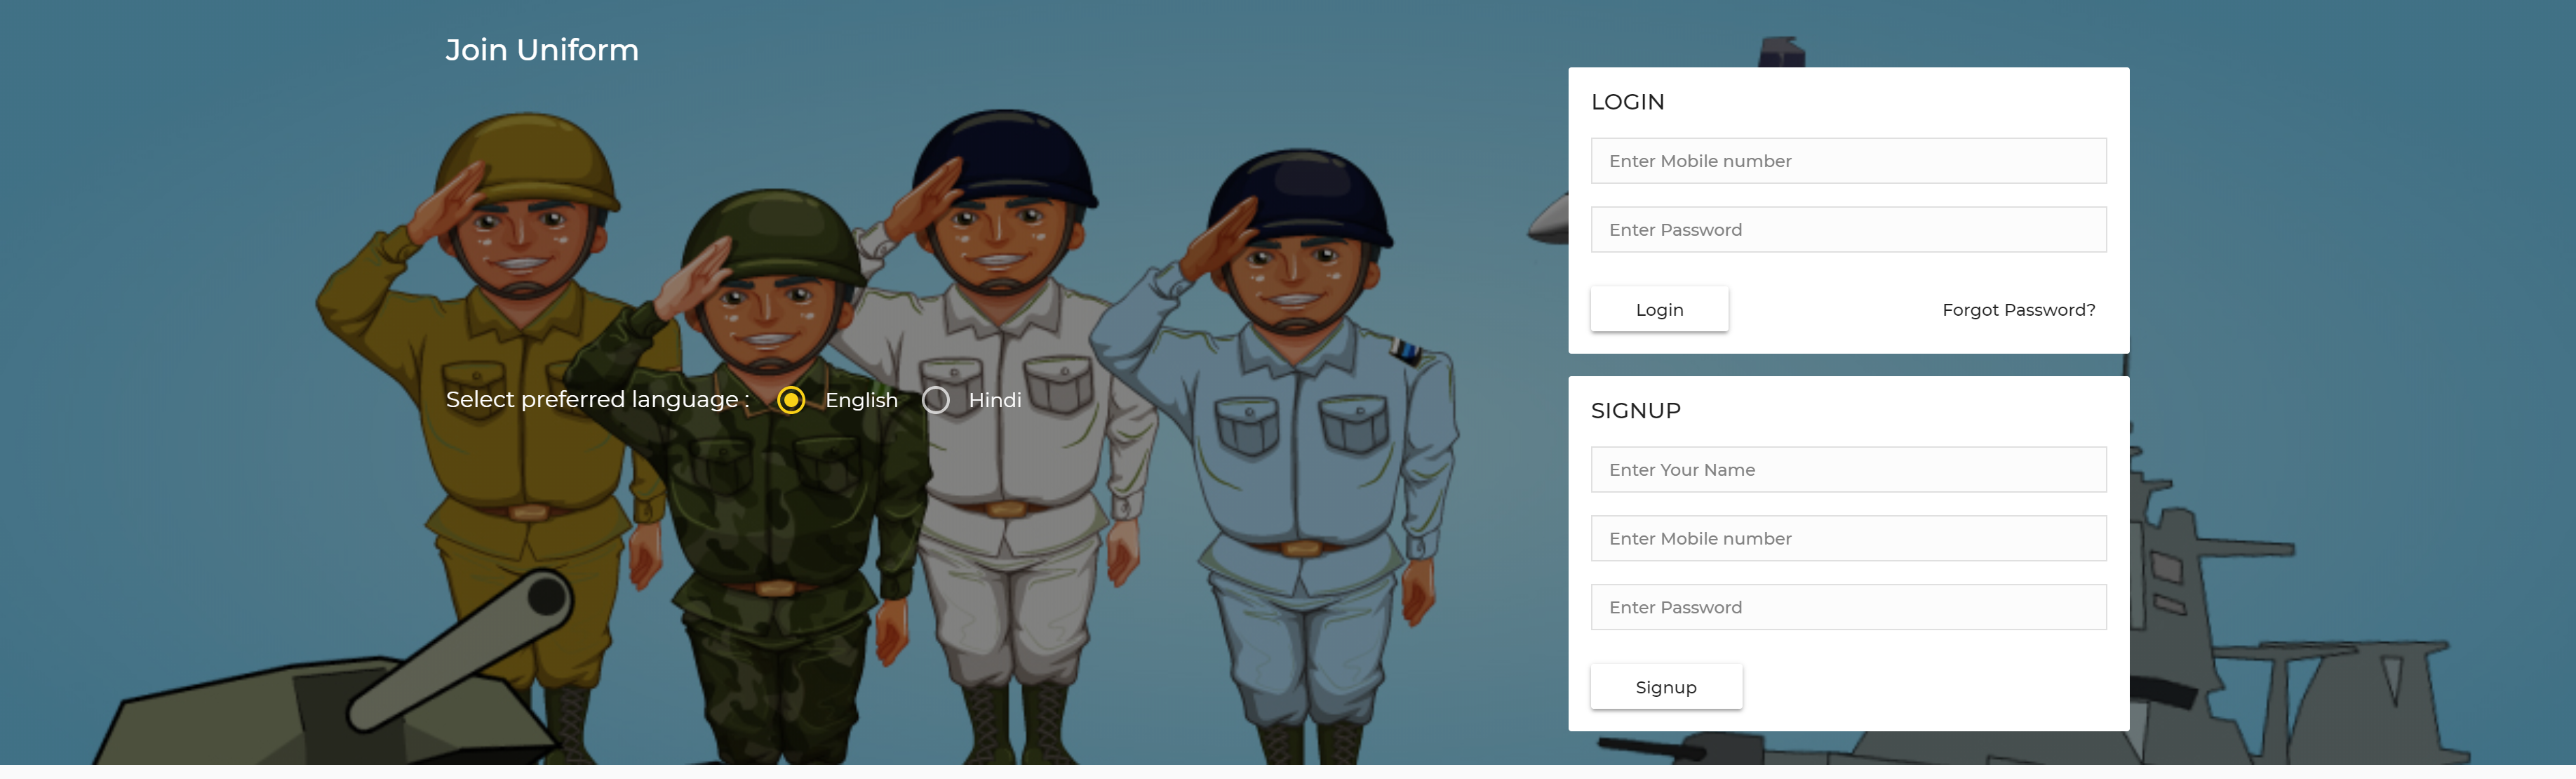 Join Uniform
Select preferred language : English Hindi
LOGIN
Enter Mobile number
Enter Password
Login Forgot Password?
SIGNUP
Enter Your Name
Enter Mobile number
Enter Password
Signup